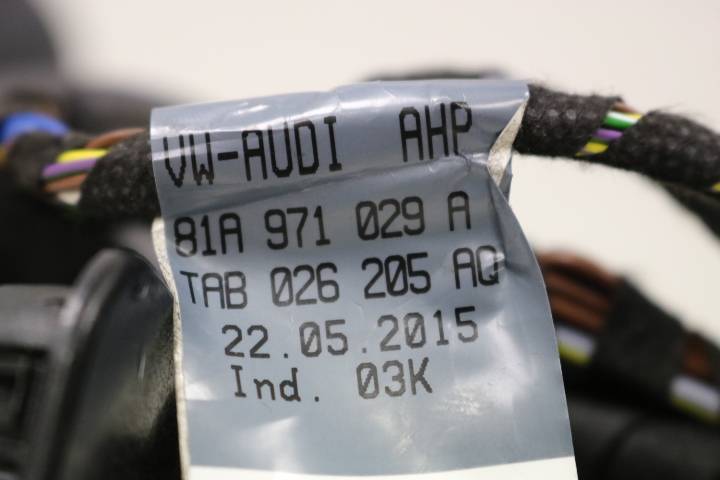 VW-AUDI AHP
81A 971 029 A
TAB 026 205 AQ
22.05.2015
Ind. 03K